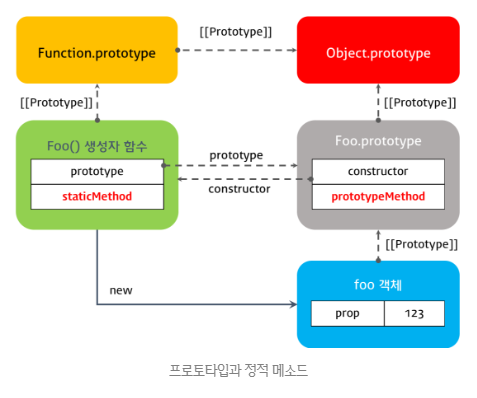 [[Prototype]]
Function.prototype
Object.prototype
[[Prototype]]
[[Prototype]]
Foo() 생성자 함수
Foo.prototype
prototype
prototype
constructor
staticMethod
constructor
prototypeMethod
[[Prototype]]
new
foo 객체
prop
123
프로토타입과 정적 메소드